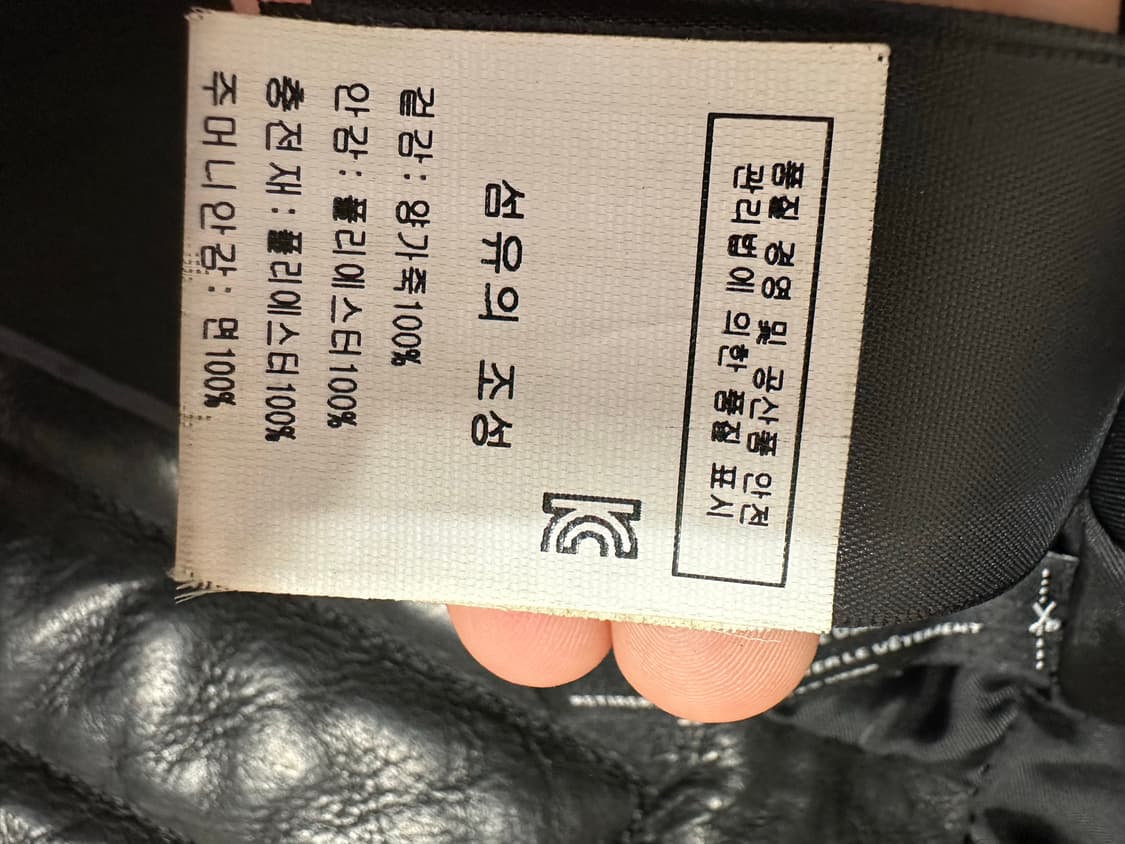 품질 경영 및 공산품 안전
관리법에 의한 품질 표시
KC
섬유의 조성
겉감: 양가죽100%
안감: 폴리에스터100%
충전재: 폴리에스터100%
주머니안감: 면100%
LE VÊTEMENT